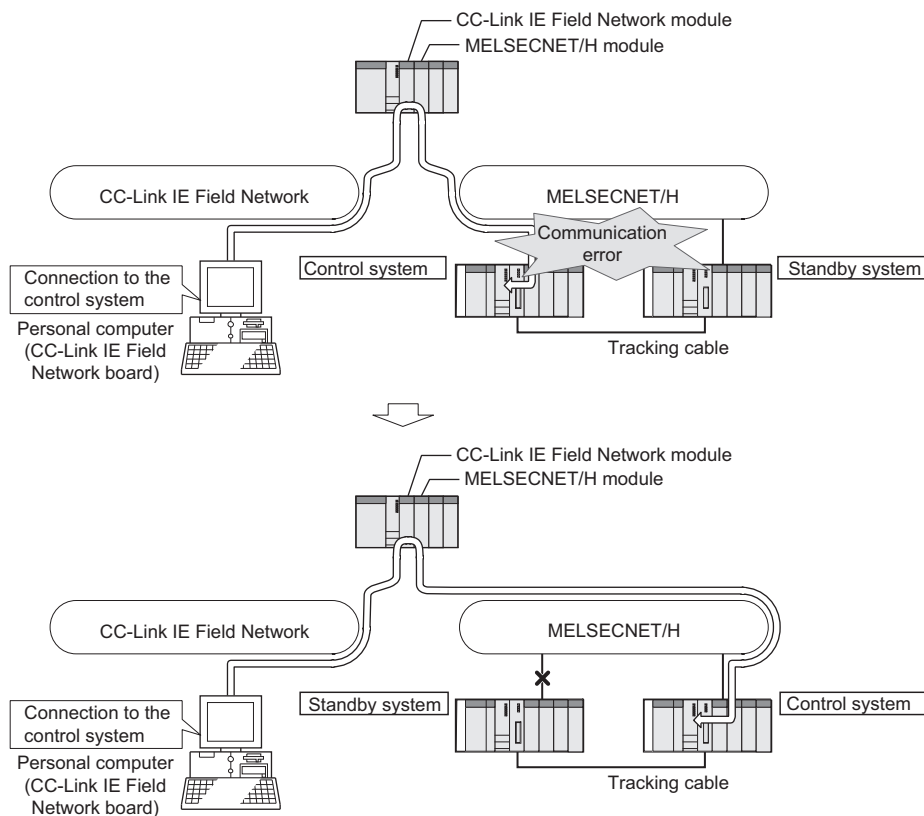 CC-Link IE Field Network module
MELSECNET/H module
CC-Link IE Field Network
MELSECNET/H
Communication
error
Connection to the
control system
Control system
Standby system
Personal computer
(CC-Link IE Field
Network board)
Tracking cable
CC-Link IE Field Network module
MELSECNET/H module
CC-Link IE Field Network
MELSECNET/H
Standby system
Control system
Connection to the
control system
Personal computer
(CC-Link IE Field
Network board)
Tracking cable